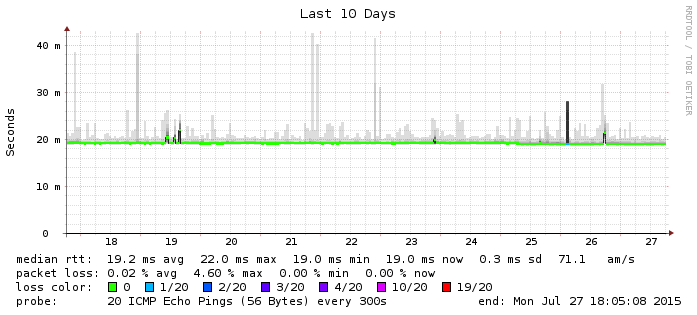 Last 10 Days
RRDTOOL / TOBI OETIKER
Seconds
40 m
30 m
20 m
10 m
0
18 19 20 21 22 23 24 25 26 27
median rtt: 19.2 ms avg 22.0 ms max 19.0 ms min 19.0 ms now 0.3 ms sd 71.1 am/s
packet loss: 0.02 % avg 4.60 % max 0.00 % min 0.00 % now
loss color: 0 1/20 2/20 3/20 4/20 10/20 19/20
probe: 20 ICMP Echo Pings (56 Bytes) every 300s end: Mon Jul 27 18:05:08 2015